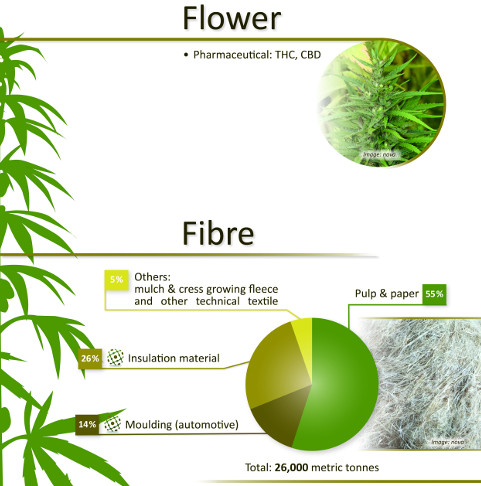 Flower
• Pharmaceutical: THC, CBD
Image: nova
Fibre
5%
Others:
mulch & cress growing fleece
and other technical textile
Pulp & paper 55%
26% Insulation material
14% Moulding (automotive)
Image: nova
Total: 26,000 metric tonnes